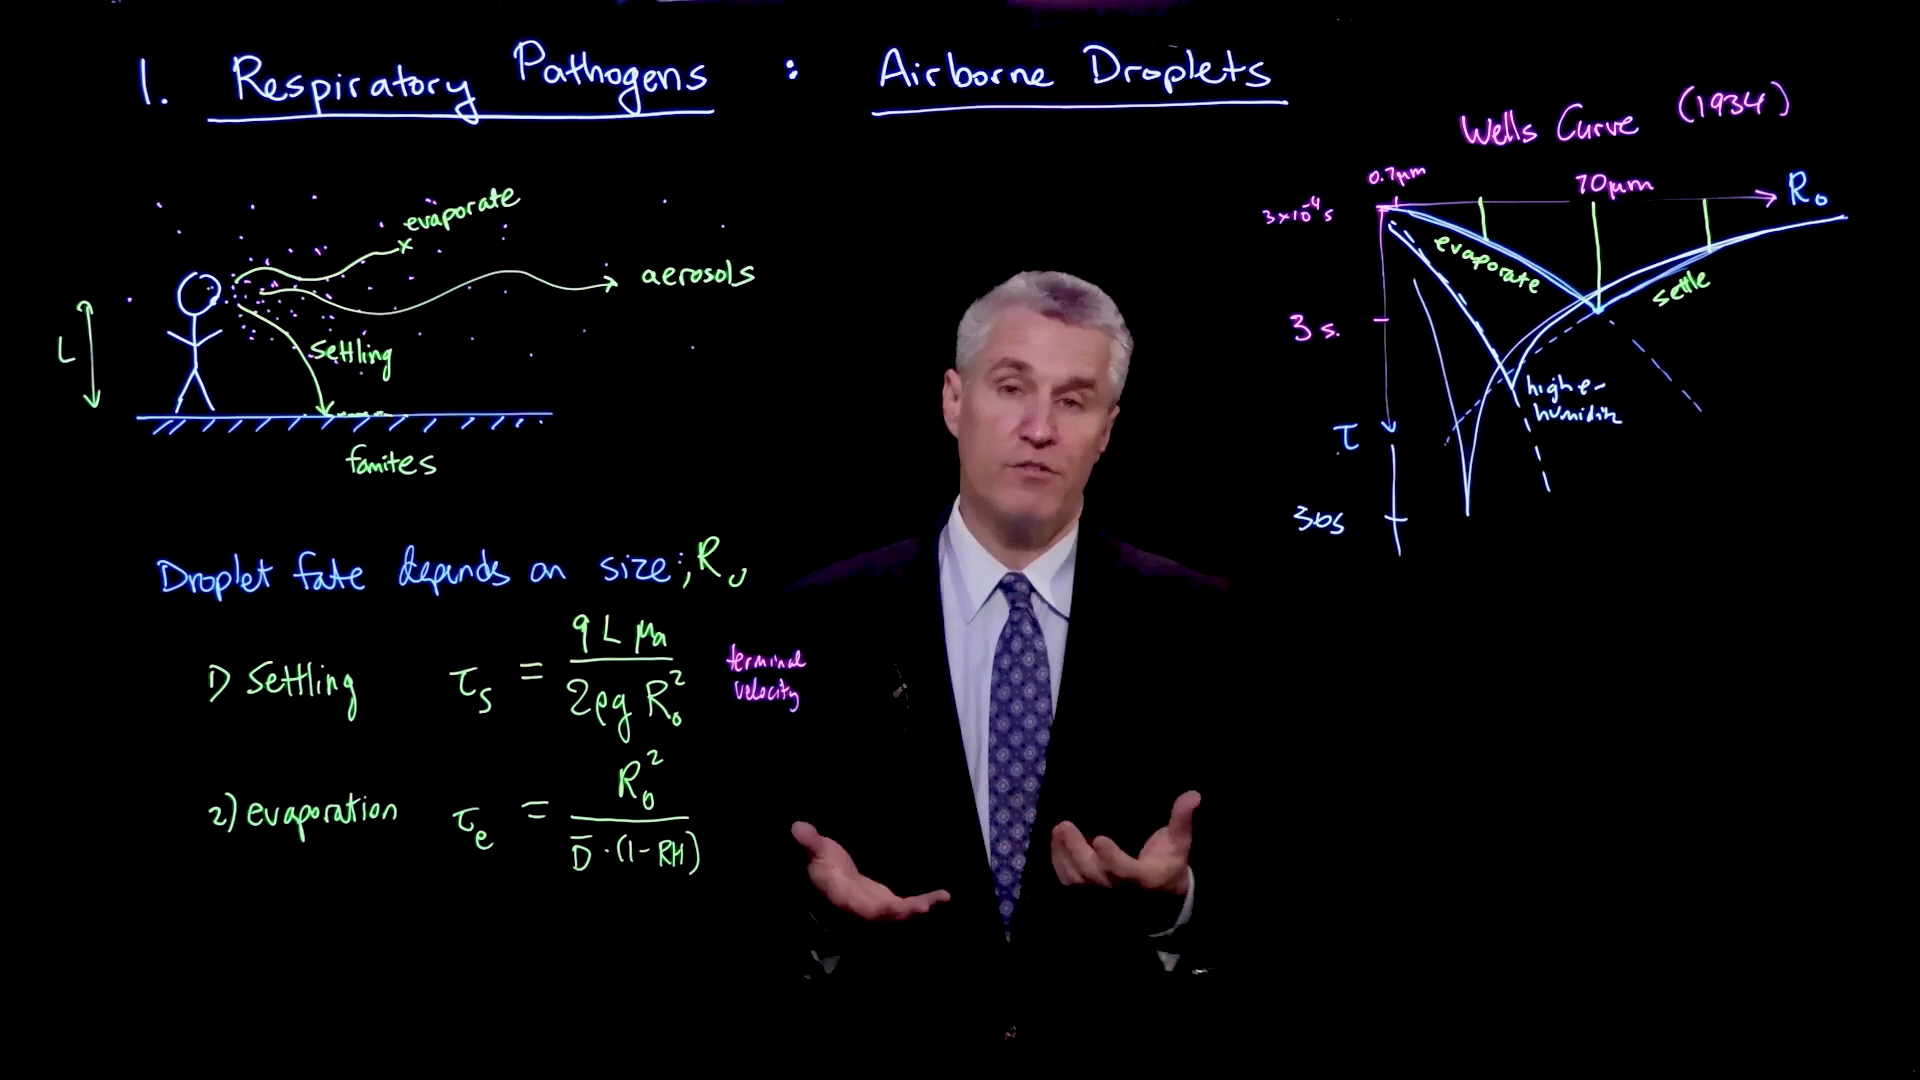 1. Respiratory Pathogens : Airborne Droplets
Wells Curve (1934)
0.7μm
70μm
R₀
3×10⁻⁴ s
evaporate
settle
3 s.
higher
humidity
τ
30s
evaporate
aerosols
L
settling
fomites
Droplet fate depends on size:, R₀
1) Settling τₛ = 9 L μₐ / 2ρg R₀²
terminal
velocity
2) evaporation τₑ = R₀² / D̅ · (1 - RH)